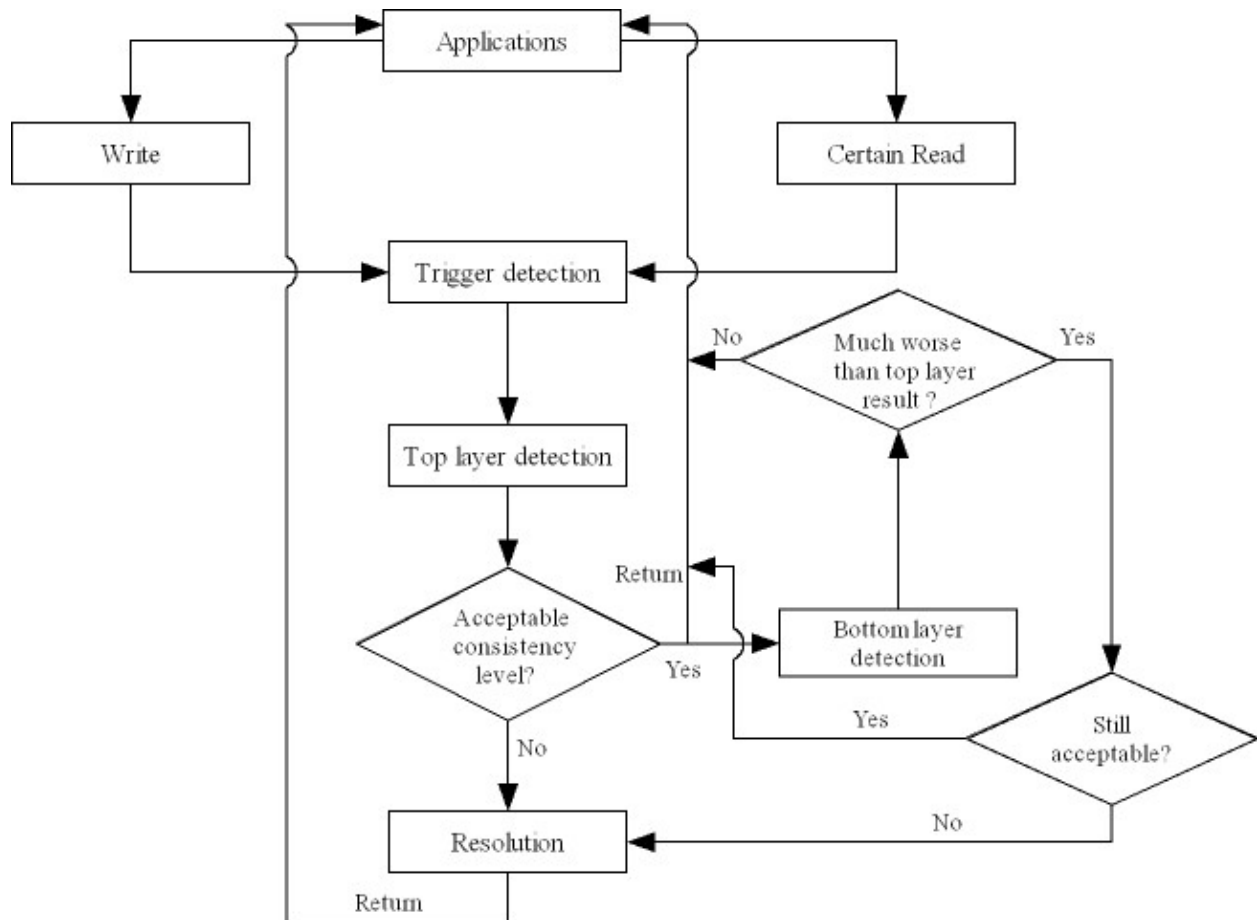 Applications
Write
Certain Read
Trigger detection
No
Yes
Much worse
than top layer
result ?
Top layer detection
Return
Acceptable
consistency
level?
Yes
Bottom layer
detection
Yes
Still
acceptable?
No
No
Resolution
Return